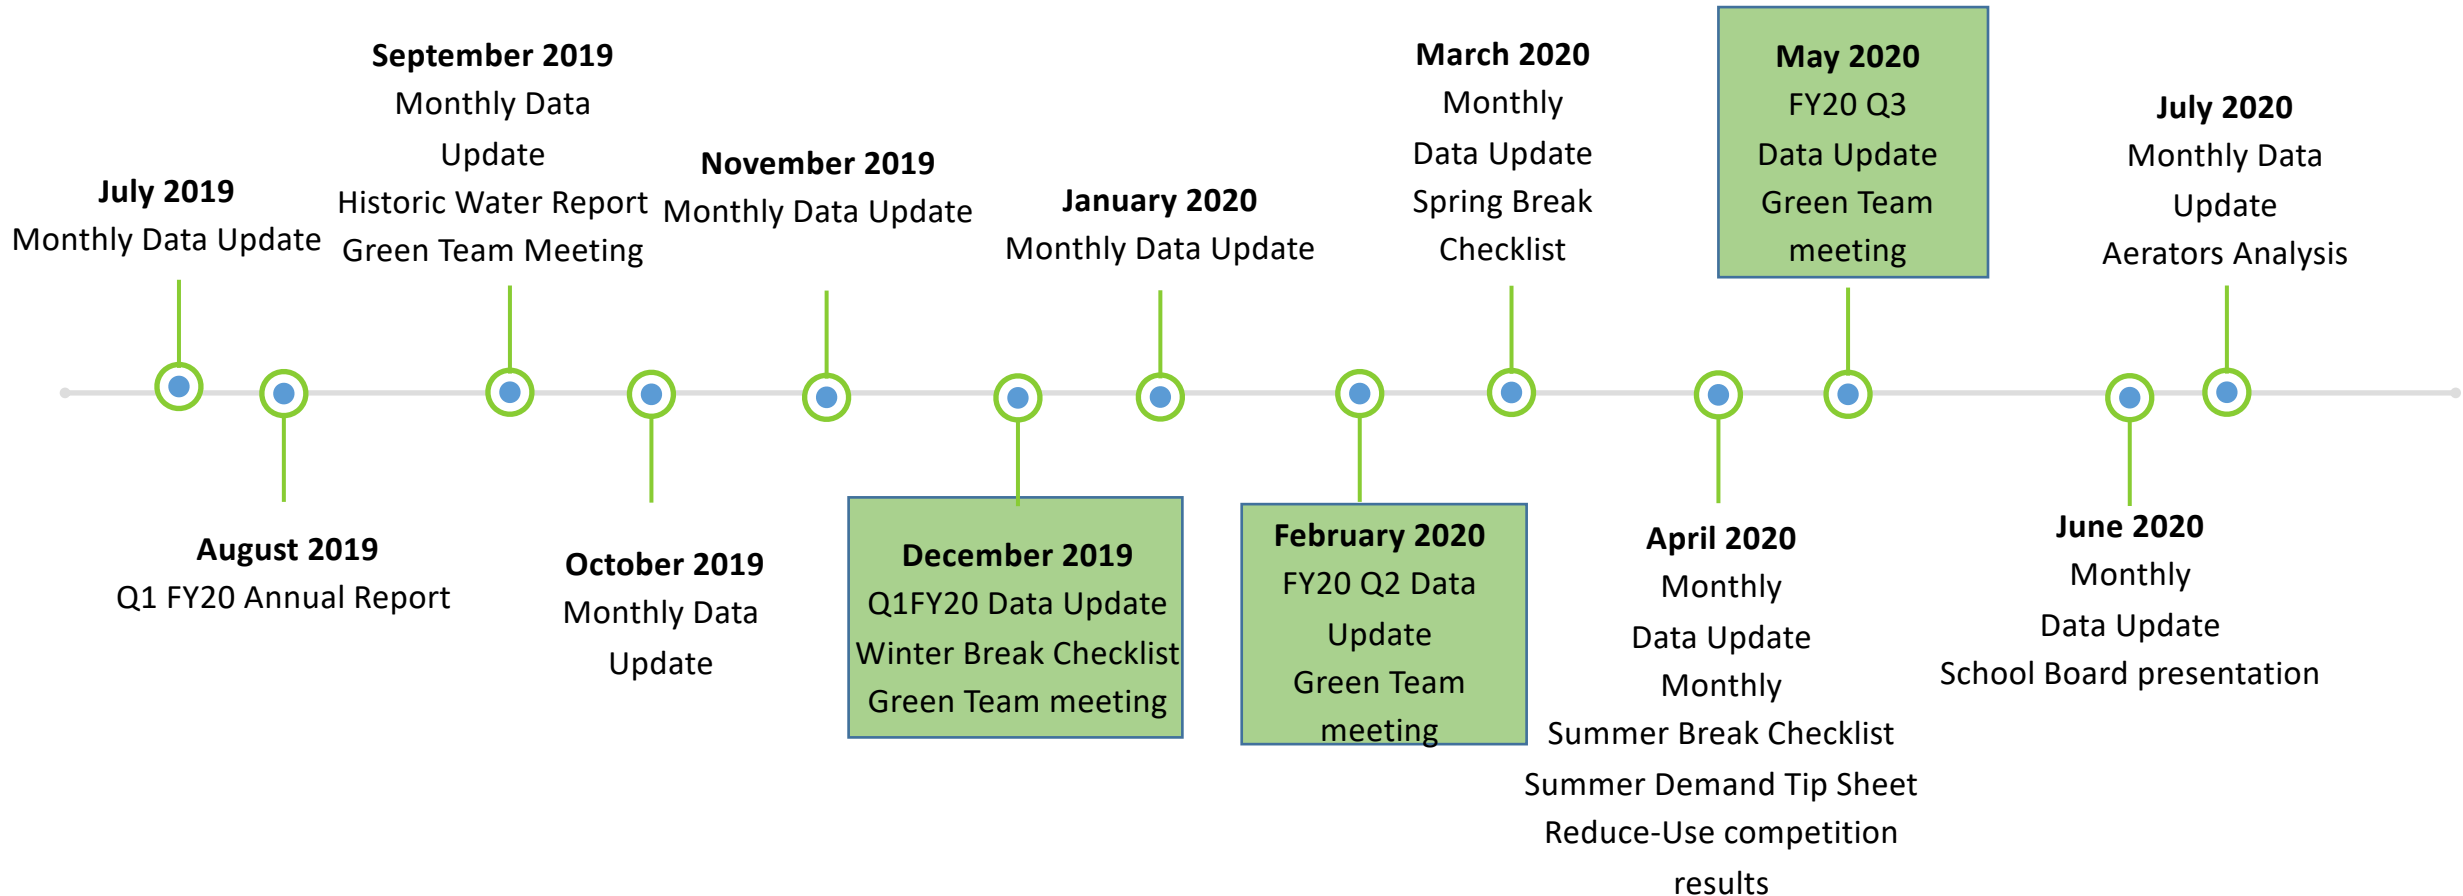 July 2019
Monthly Data Update
August 2019
Q1 FY20 Annual Report
September 2019
Monthly Data
Update
Historic Water Report
Green Team Meeting
October 2019
Monthly Data
Update
November 2019
Monthly Data Update
December 2019
Q1FY20 Data Update
Winter Break Checklist
Green Team meeting
January 2020
Monthly Data Update
February 2020
FY20 Q2 Data
Update
Green Team
meeting
March 2020
Monthly
Data Update
Spring Break
Checklist
April 2020
Monthly
Data Update
Monthly
Summer Break Checklist
Summer Demand Tip Sheet
Reduce-Use competition
results
May 2020
FY20 Q3
Data Update
Green Team
meeting
June 2020
Monthly
Data Update
School Board presentation
July 2020
Monthly Data
Update
Aerators Analysis